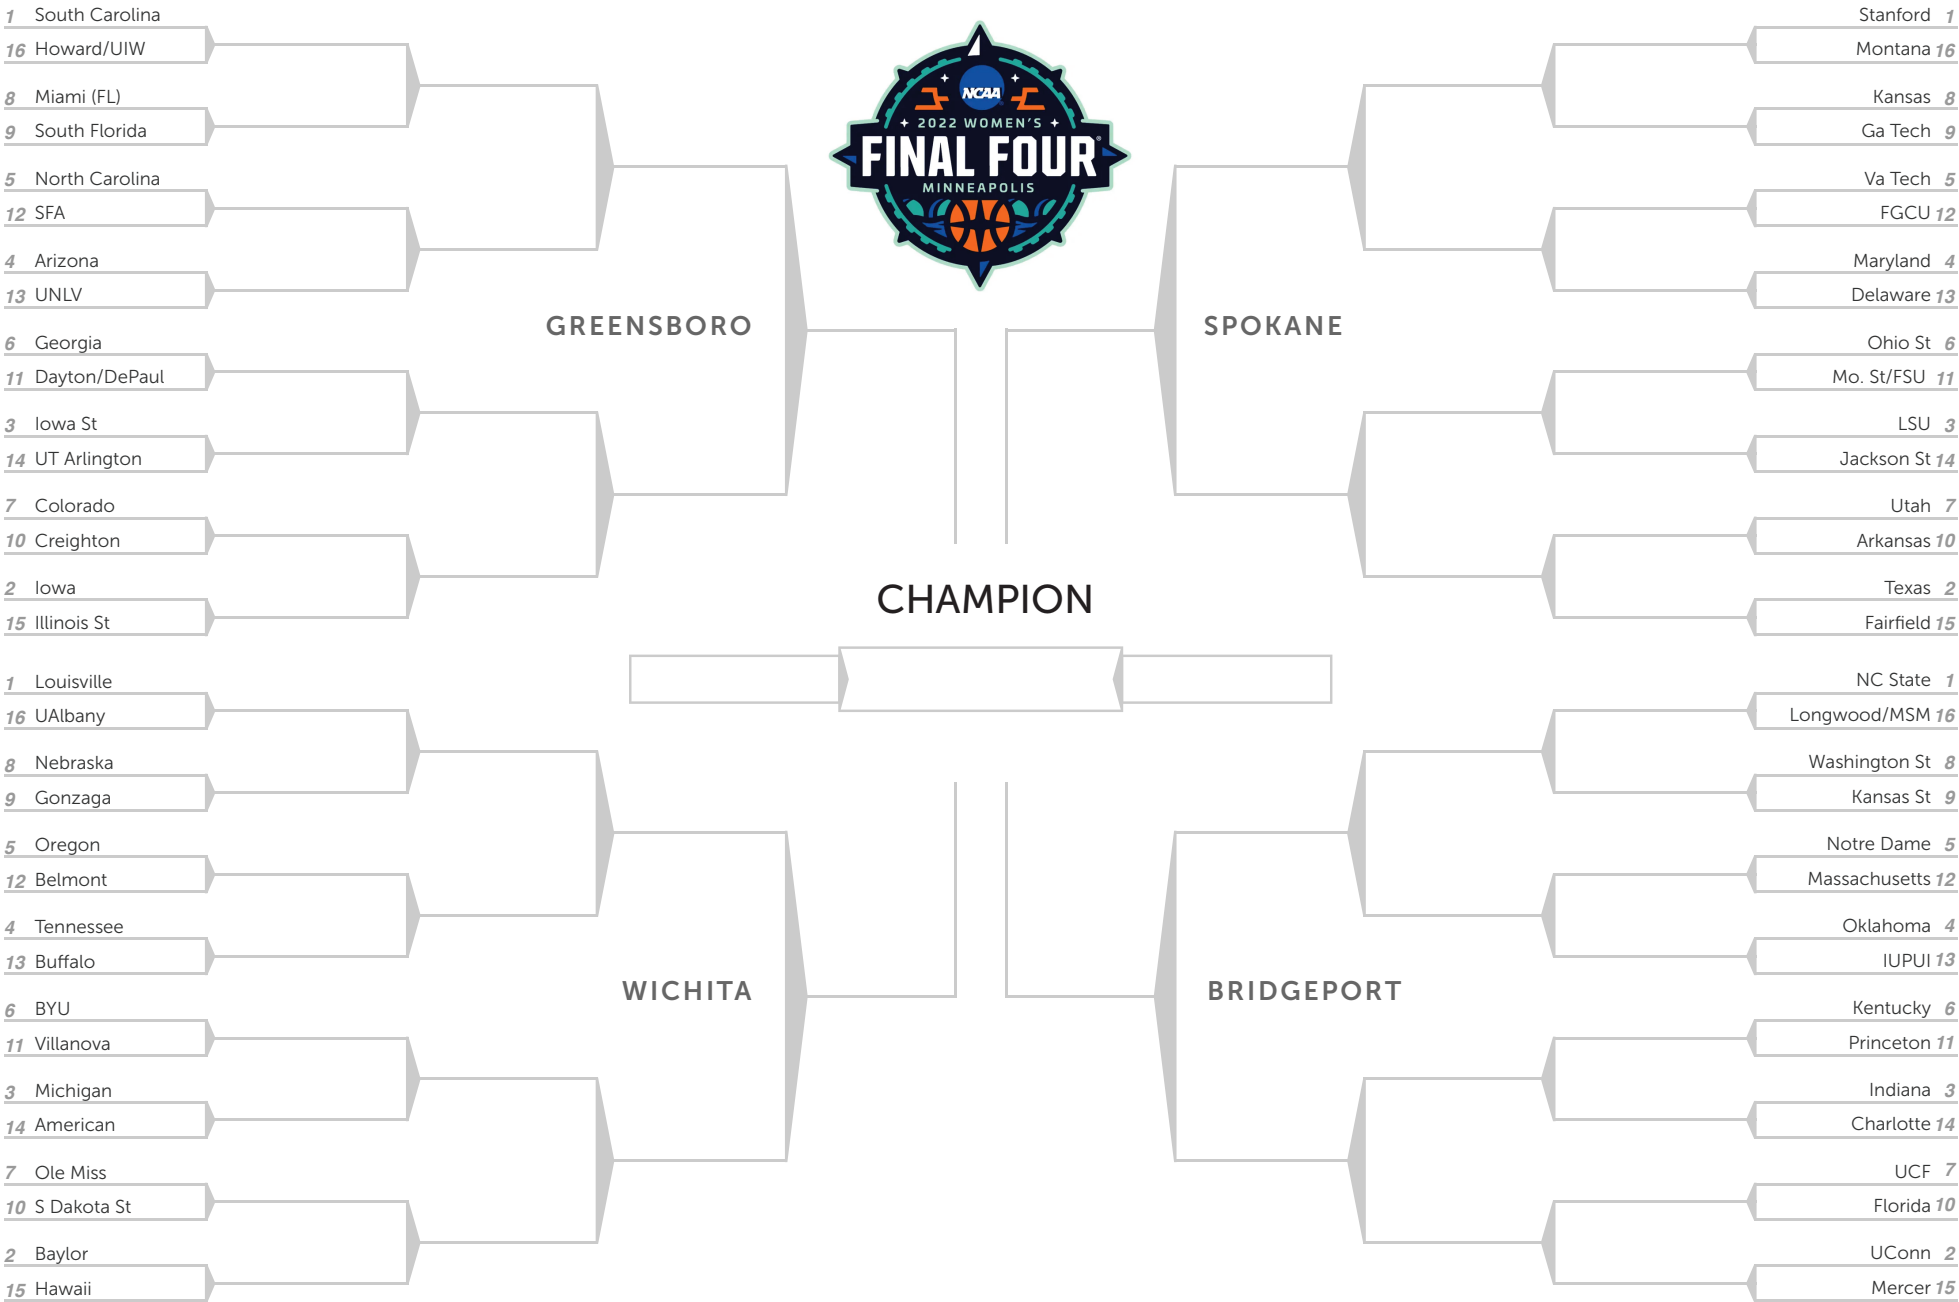 1 South Carolina
16 Howard/UIW
8 Miami (FL)
9 South Florida
5 North Carolina
12 SFA
4 Arizona
13 UNLV
6 Georgia
11 Dayton/DePaul
3 Iowa St
14 UT Arlington
7 Colorado
10 Creighton
2 Iowa
15 Illinois St
GREENSBORO
1 Louisville
16 UAlbany
8 Nebraska
9 Gonzaga
5 Oregon
12 Belmont
4 Tennessee
13 Buffalo
6 BYU
11 Villanova
3 Michigan
14 American
7 Ole Miss
10 S Dakota St
2 Baylor
15 Hawaii
WICHITA
NCAA
2022 WOMEN'S
FINAL FOUR®
MINNEAPOLIS
CHAMPION
SPOKANE
Stanford 1
Montana 16
Kansas 8
Ga Tech 9
Va Tech 5
FGCU 12
Maryland 4
Delaware 13
Ohio St 6
Mo. St/FSU 11
LSU 3
Jackson St 14
Utah 7
Arkansas 10
Texas 2
Fairfield 15
BRIDGEPORT
NC State 1
Longwood/MSM 16
Washington St 8
Kansas St 9
Notre Dame 5
Massachusetts 12
Oklahoma 4
IUPUI 13
Kentucky 6
Princeton 11
Indiana 3
Charlotte 14
UCF 7
Florida 10
UConn 2
Mercer 15